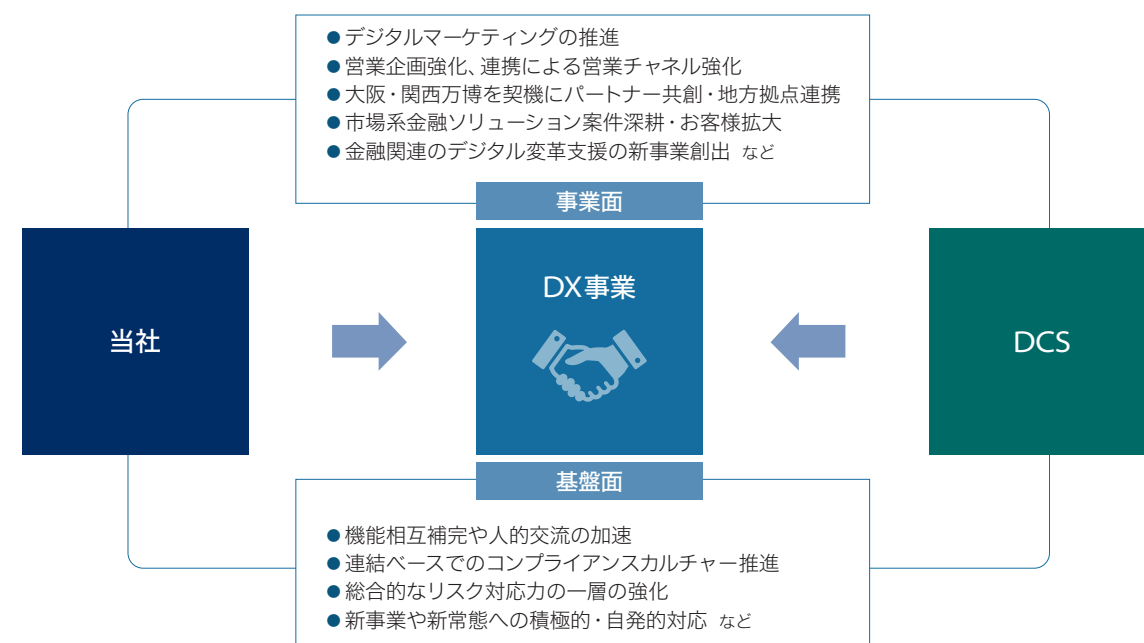 ●デジタルマーケティングの推進
●営業企画強化、連携による営業チャネル強化
●大阪・関西万博を契機にパートナー共創・地方拠点連携
●市場系金融ソリューション案件深耕・お客様拡大
●金融関連のデジタル変革支援の新事業創出 など
事業面
当社
DX事業
DCS
基盤面
●機能相互補完や人的交流の加速
●連結ベースでのコンプライアンスカルチャー推進
●総合的なリスク対応力の一層の強化
●新事業や新常態への積極的・自発的対応 など